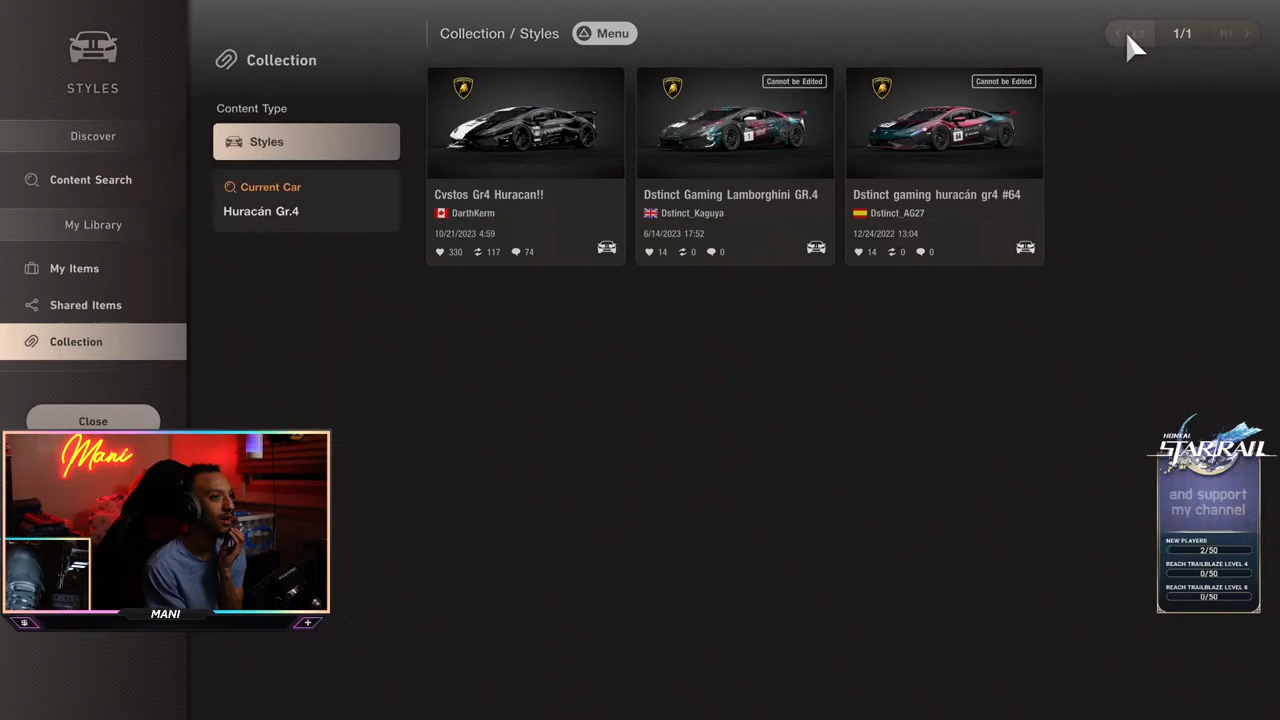 STYLES
Discover
Content Search
My Library
My Items
Shared Items
Collection
Close
Collection
Content Type
Styles
Current Car
Huracán Gr.4
Collection / Styles
Menu
L1
1/1
R1
Cvstos Gr4 Huracan!!
DarthKerm
10/21/2023 4:59
330 117 74
Cannot be Edited
Dstinct Gaming Lamborghini GR.4
Dstinct_Kaguya
6/14/2023 17:52
14 0 0
Cannot be Edited
Dstinct gaming huracán gr4 #64
Dstinct_AG27
12/24/2022 13:04
14 0 0
Mani
MANI
HONKAI
STAR RAIL
and support
my channel
NEW PLAYERS
2/50
REACH TRAILBLAZE LEVEL 4
0/50
REACH TRAILBLAZE LEVEL 8
0/50